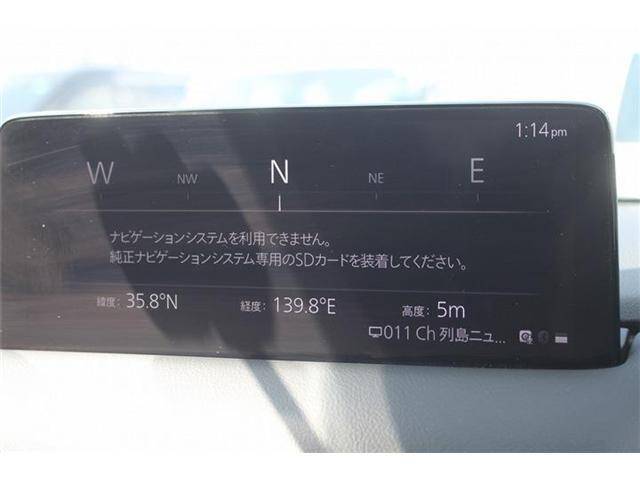 1:14 pm
W NW N NE E
ナビゲーションシステムを利用できません。
純正ナビゲーションシステム専用のSDカードを装着してください。
緯度: 35.8°N 経度: 139.8°E 高度: 5m
011 Ch 列島ニュ...